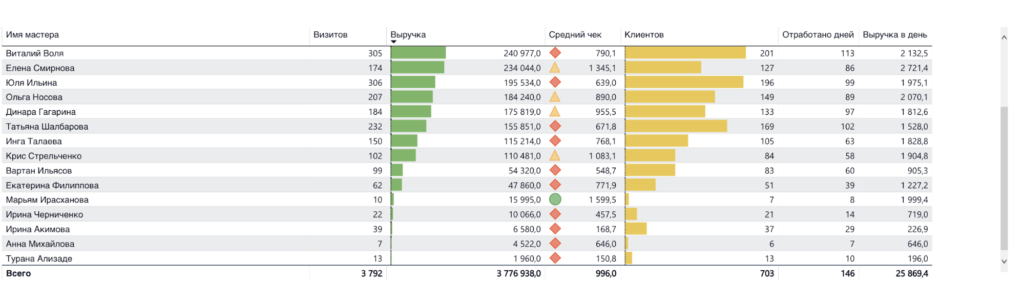 Имя мастера Визитов Выручка Средний чек Клиентов Отработано дней Выручка в день
Виталий Воля 305 240 977,0 790,1 201 113 2 132,5
Елена Смирнова 174 234 044,0 1 345,1 127 86 2 721,4
Юля Ильина 306 195 534,0 639,0 196 99 1 975,1
Ольга Носова 207 184 240,0 890,0 149 89 2 070,1
Динара Гагарина 184 175 819,0 955,5 133 97 1 812,6
Татьяна Шалбарова 232 155 851,0 671,8 169 102 1 528,0
Инга Талаева 150 115 214,0 768,1 105 63 1 828,8
Крис Стрельченко 102 110 481,0 1 083,1 84 58 1 904,8
Вартан Ильясов 99 54 320,0 548,7 83 60 905,3
Екатерина Филиппова 62 47 860,0 771,9 51 39 1 227,2
Марьям Ирасханова 10 15 995,0 1 599,5 7 8 1 999,4
Ирина Черниченко 22 10 066,0 457,5 21 14 719,0
Ирина Акимова 39 6 580,0 168,7 37 29 226,9
Анна Михайлова 7 4 522,0 646,0 6 7 646,0
Турана Ализаде 13 1 960,0 150,8 13 10 196,0
Всего 3 792 3 776 938,0 996,0 703 146 25 869,4